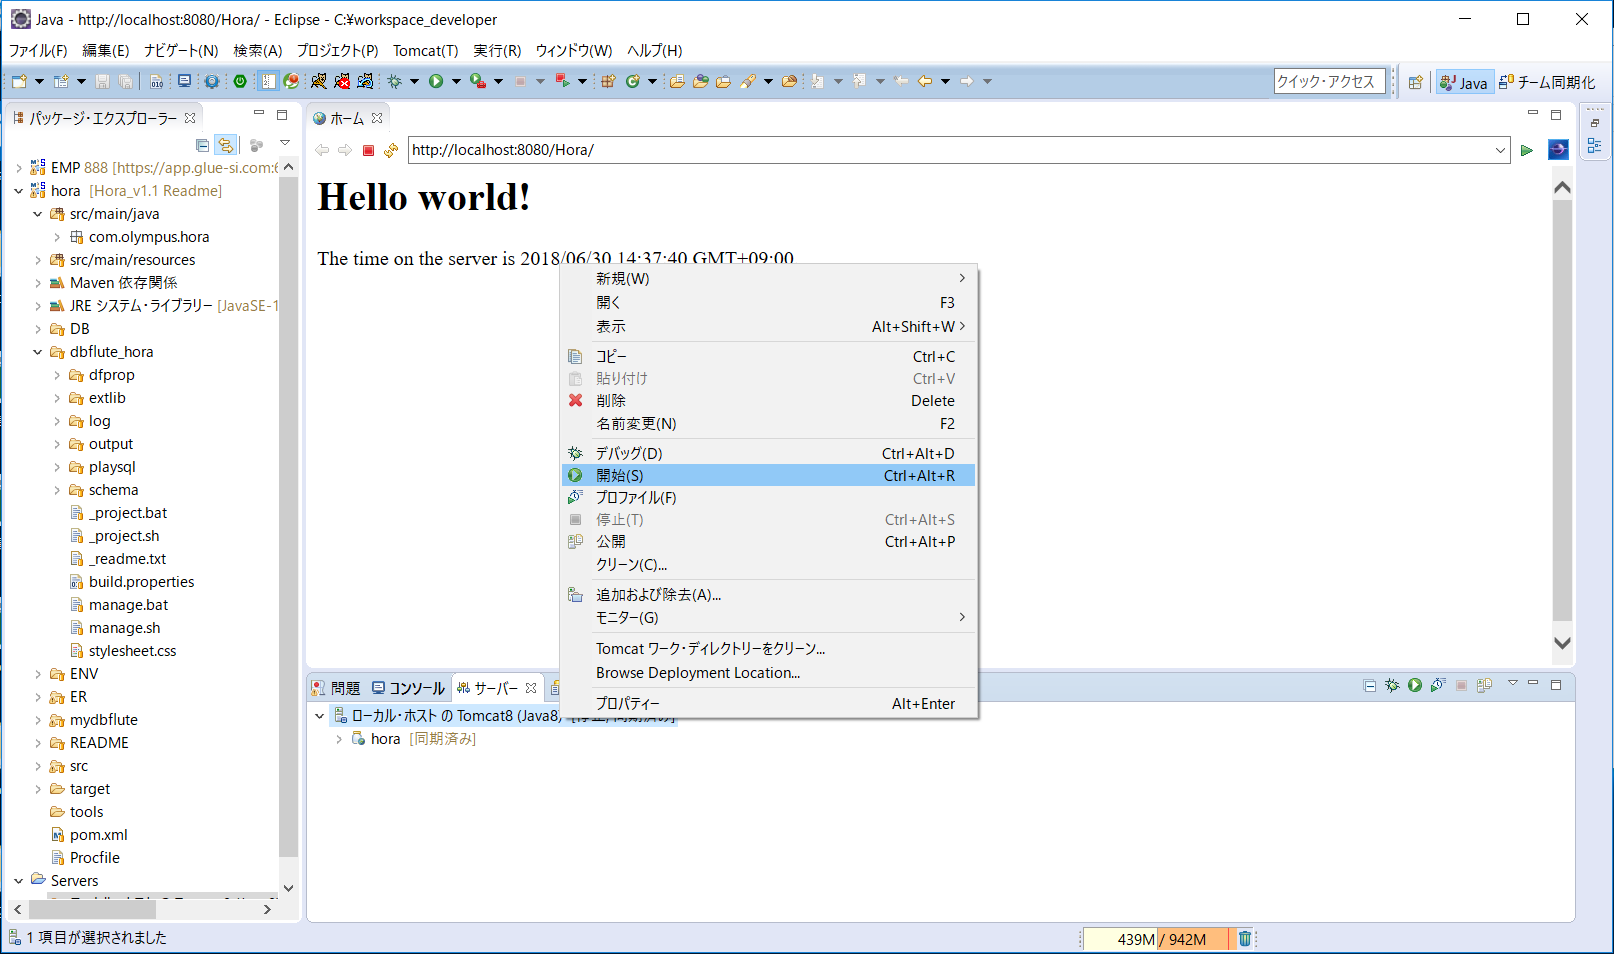 Java - http://localhost:8080/Hora/ - Eclipse - C:¥workspace_developer
ファイル(F) 編集(E) ナビゲート(N) 検索(A) プロジェクト(P) Tomcat(T) 実行(R) ウィンドウ(W) ヘルプ(H)
クイック・アクセス
Java
チーム同期化
パッケージ・エクスプローラー
EMP 888 [https://app.glue-si.com:6
hora [Hora_v1.1 Readme]
src/main/java
com.olympus.hora
src/main/resources
Maven 依存関係
JRE システム・ライブラリー [JavaSE-1
DB
dbflute_hora
dfprop
extlib
log
output
playsql
schema
_project.bat
_project.sh
_readme.txt
build.properties
manage.bat
manage.sh
stylesheet.css
ENV
ER
mydbflute
README
src
target
tools
pom.xml
Procfile
Servers
ホーム
http://localhost:8080/Hora/
Hello world!
The time on the server is 2018/06/30 14:37:40 GMT+09:00
新規(W)
開く F3
表示 Alt+Shift+W
コピー Ctrl+C
貼り付け Ctrl+V
削除 Delete
名前変更(N) F2
デバッグ(D) Ctrl+Alt+D
開始(S) Ctrl+Alt+R
プロファイル(F)
停止(T) Ctrl+Alt+S
公開 Ctrl+Alt+P
クリーン(C)...
追加および除去(A)...
モニター(G)
Tomcat ワーク・ディレクトリーをクリーン...
Browse Deployment Location...
プロパティー Alt+Enter
問題 コンソール サーバー
ローカル・ホスト の Tomcat8 (Java8) [停止, 同期済み]
hora [同期済み]
1 項目が選択されました
439M / 942M